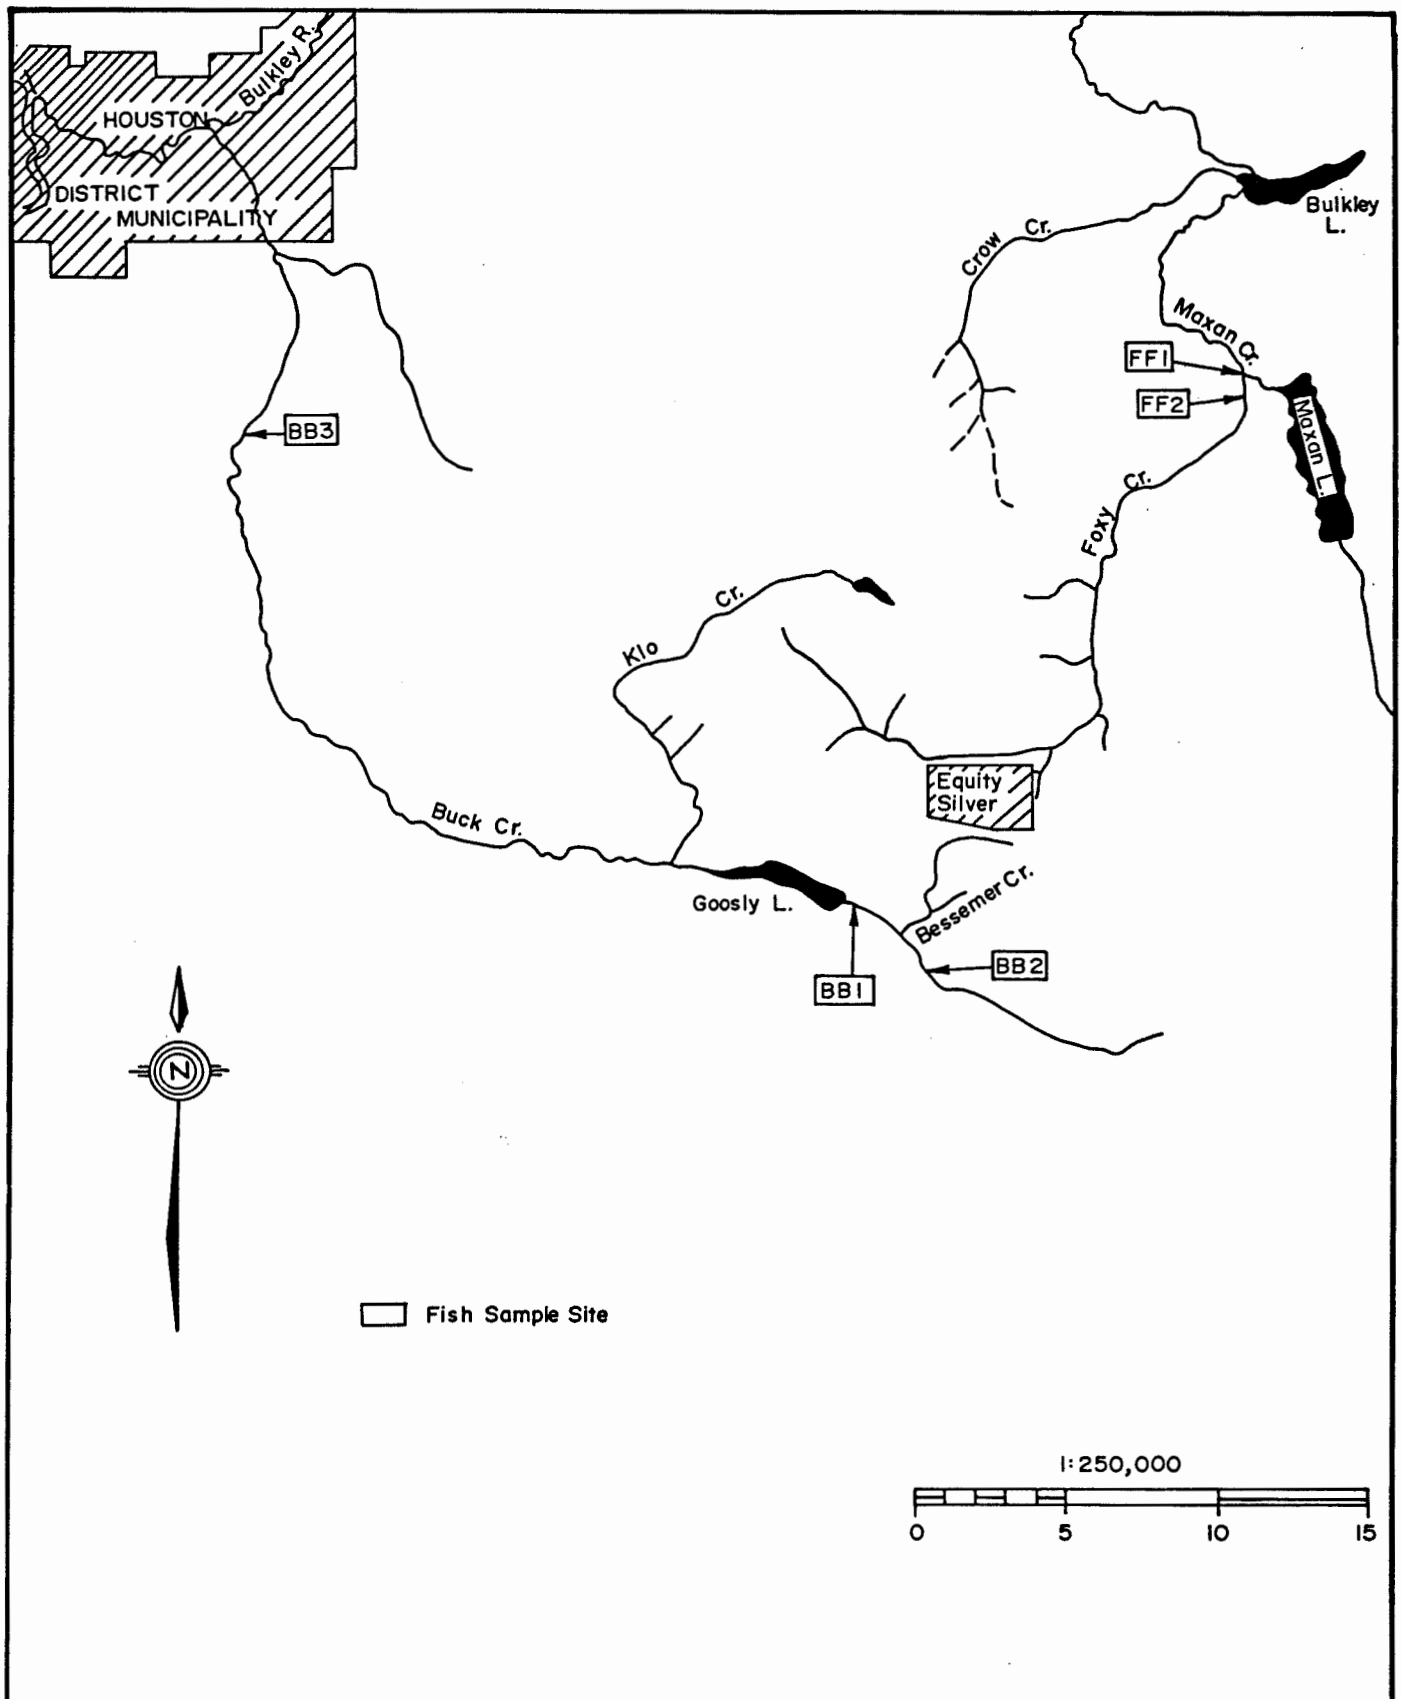 Bulkley R.
HOUSTON
DISTRICT
MUNICIPALITY
Bulkley
L.
Crow Cr.
Maxan Cr.
FF1
FF2
Maxan L.
BB3
Foxy Cr.
Klo Cr.
Equity
Silver
Buck Cr.
Goosly L.
Bessemer Cr.
BB2
BB1
N
Fish Sample Site
1:250,000
0 5 10 15